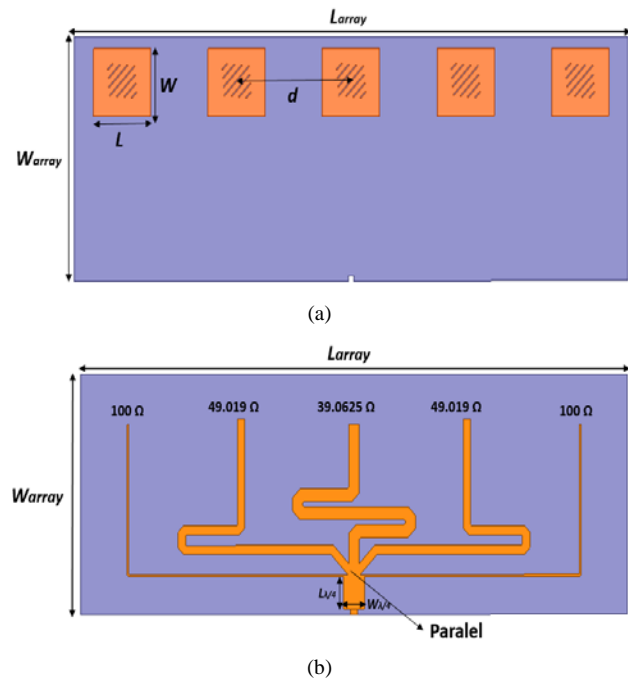 Larray
W
d
L
Warray
(a)
Larray
100 Ω
49.019 Ω
39.0625 Ω
49.019 Ω
100 Ω
Warray
Lλ/4
Wλ/4
Paralel
(b)